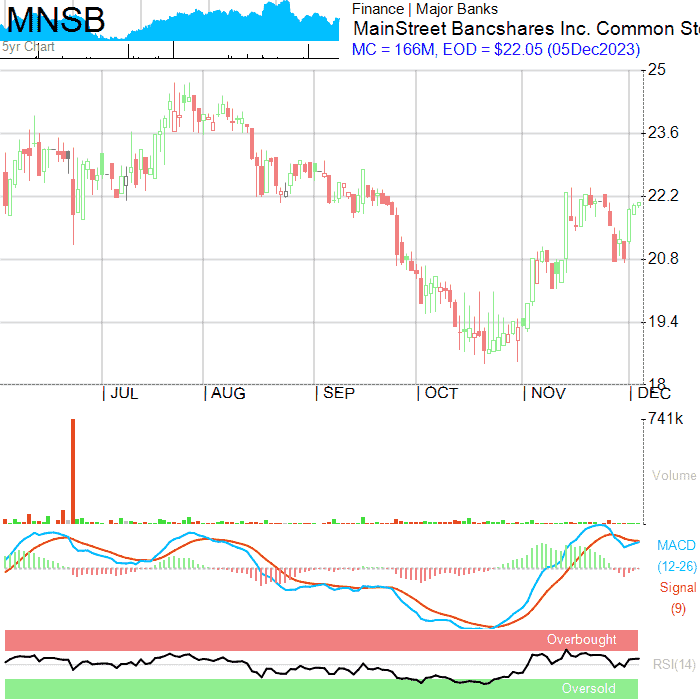 MNSB
5yr Chart
Finance | Major Banks
MainStreet Bancshares Inc. Common Sto
MC = 166M, EOD = $22.05 (05Dec2023)
25
23.6
22.2
20.8
19.4
18
| JUL | AUG | SEP | OCT | NOV | DEC
741k
Volume
MACD
(12-26)
Signal
(9)
Overbought
RSI(14)
Oversold